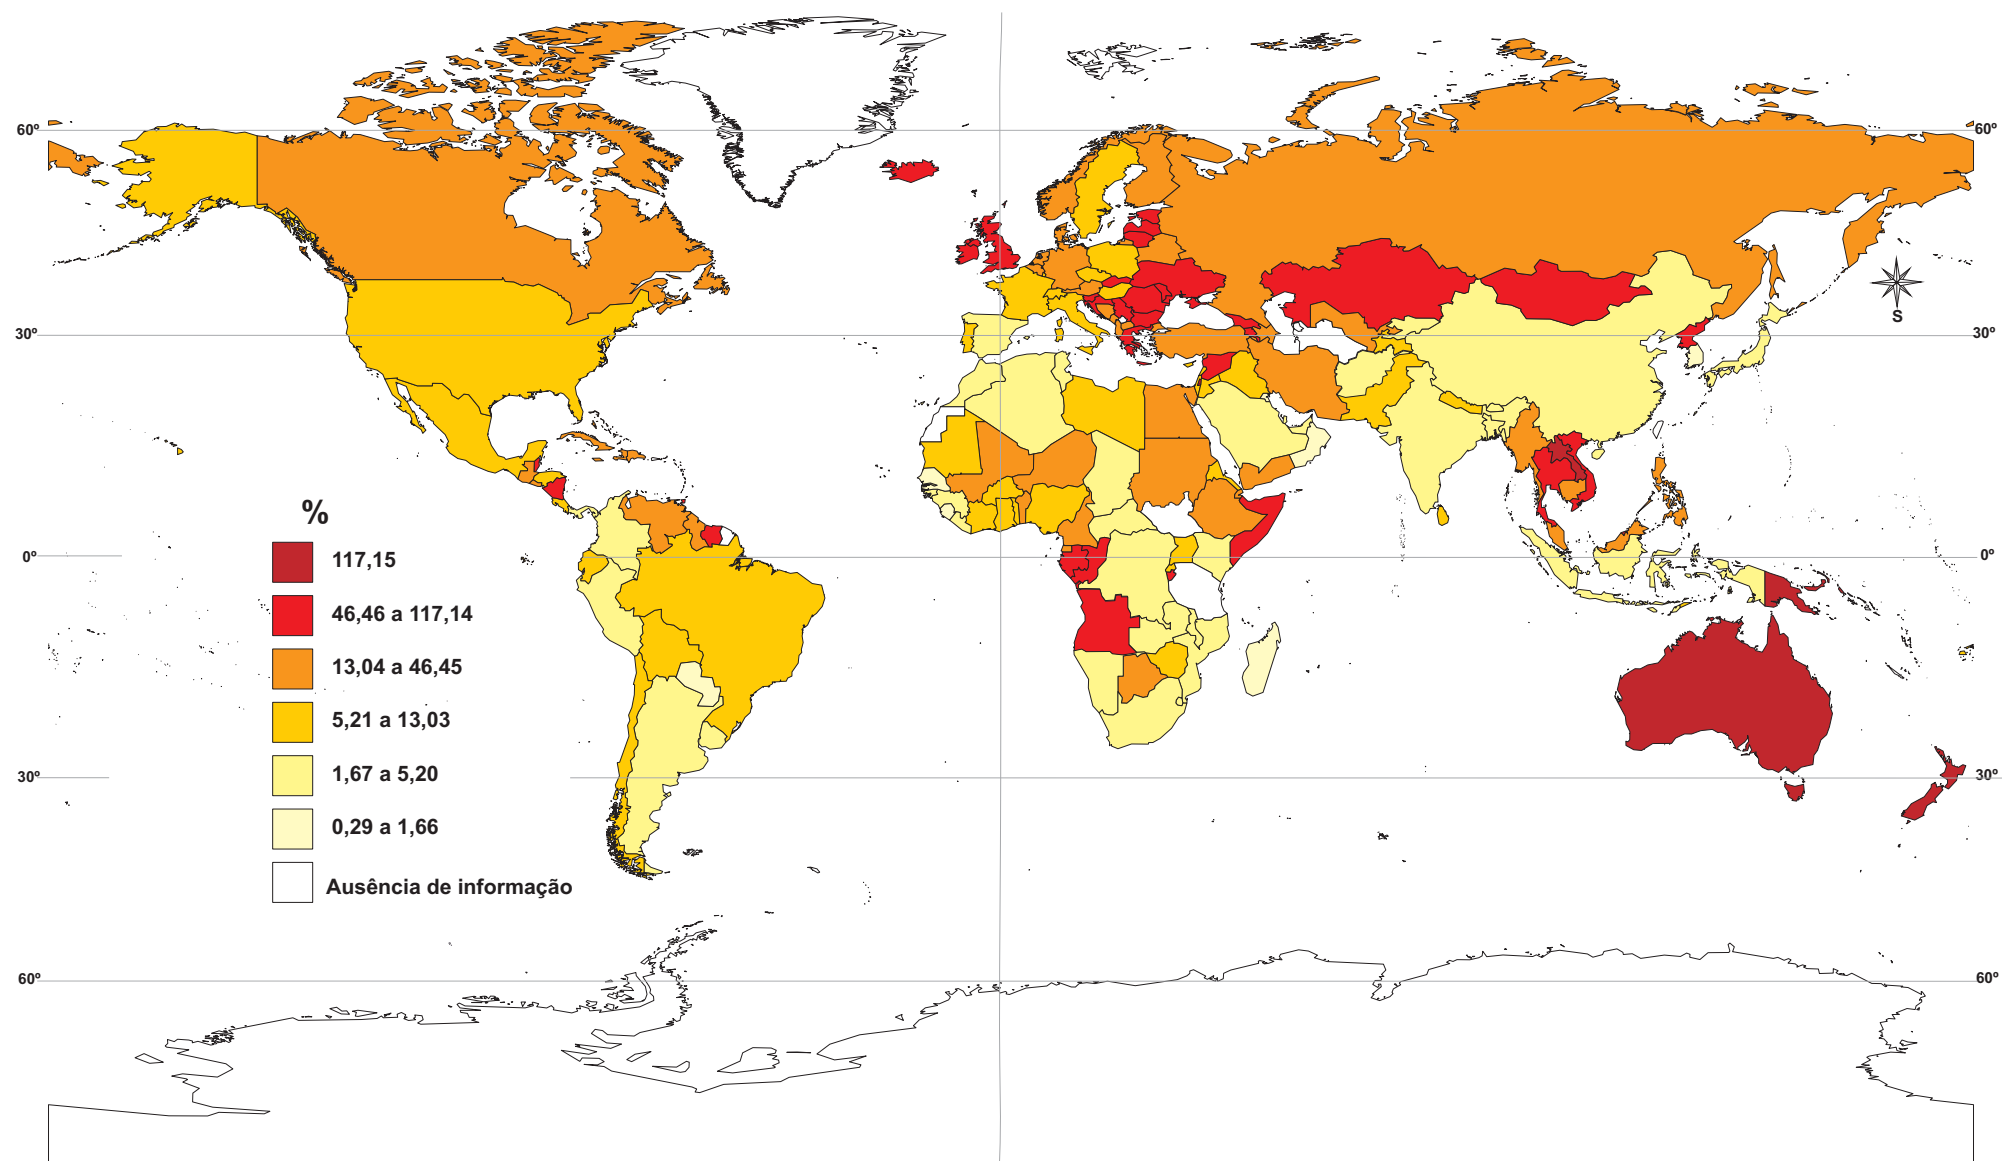 60º
60º
S
30º
30º
%
117,15
0º
0º
46,46 a 117,14
13,04 a 46,45
5,21 a 13,03
30º
1,67 a 5,20
30º
0,29 a 1,66
Ausência de informação
60º
60º